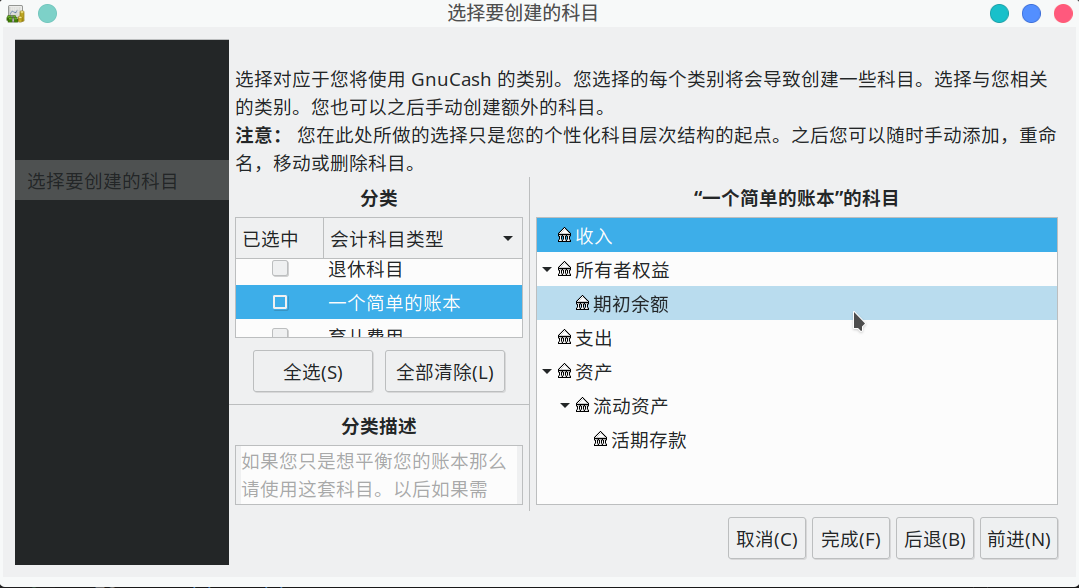 选择要创建的科目
选择要创建的科目
选择对应于您将使用 GnuCash 的类别。您选择的每个类别将会导致创建一些科目。选择与您相关
的类别。您也可以之后手动创建额外的科目。
注意： 您在此处所做的选择只是您的个性化科目层次结构的起点。之后您可以随时手动添加，重命
名，移动或删除科目。
分类
已选中 会计科目类型
退休科目
一个简单的账本
育儿费用
全选(S) 全部清除(L)
分类描述
如果您只是想平衡您的账本那么
请使用这套科目。以后如果需
“一个简单的账本”的科目
收入
所有者权益
期初余额
支出
资产
流动资产
活期存款
取消(C) 完成(F) 后退(B) 前进(N)